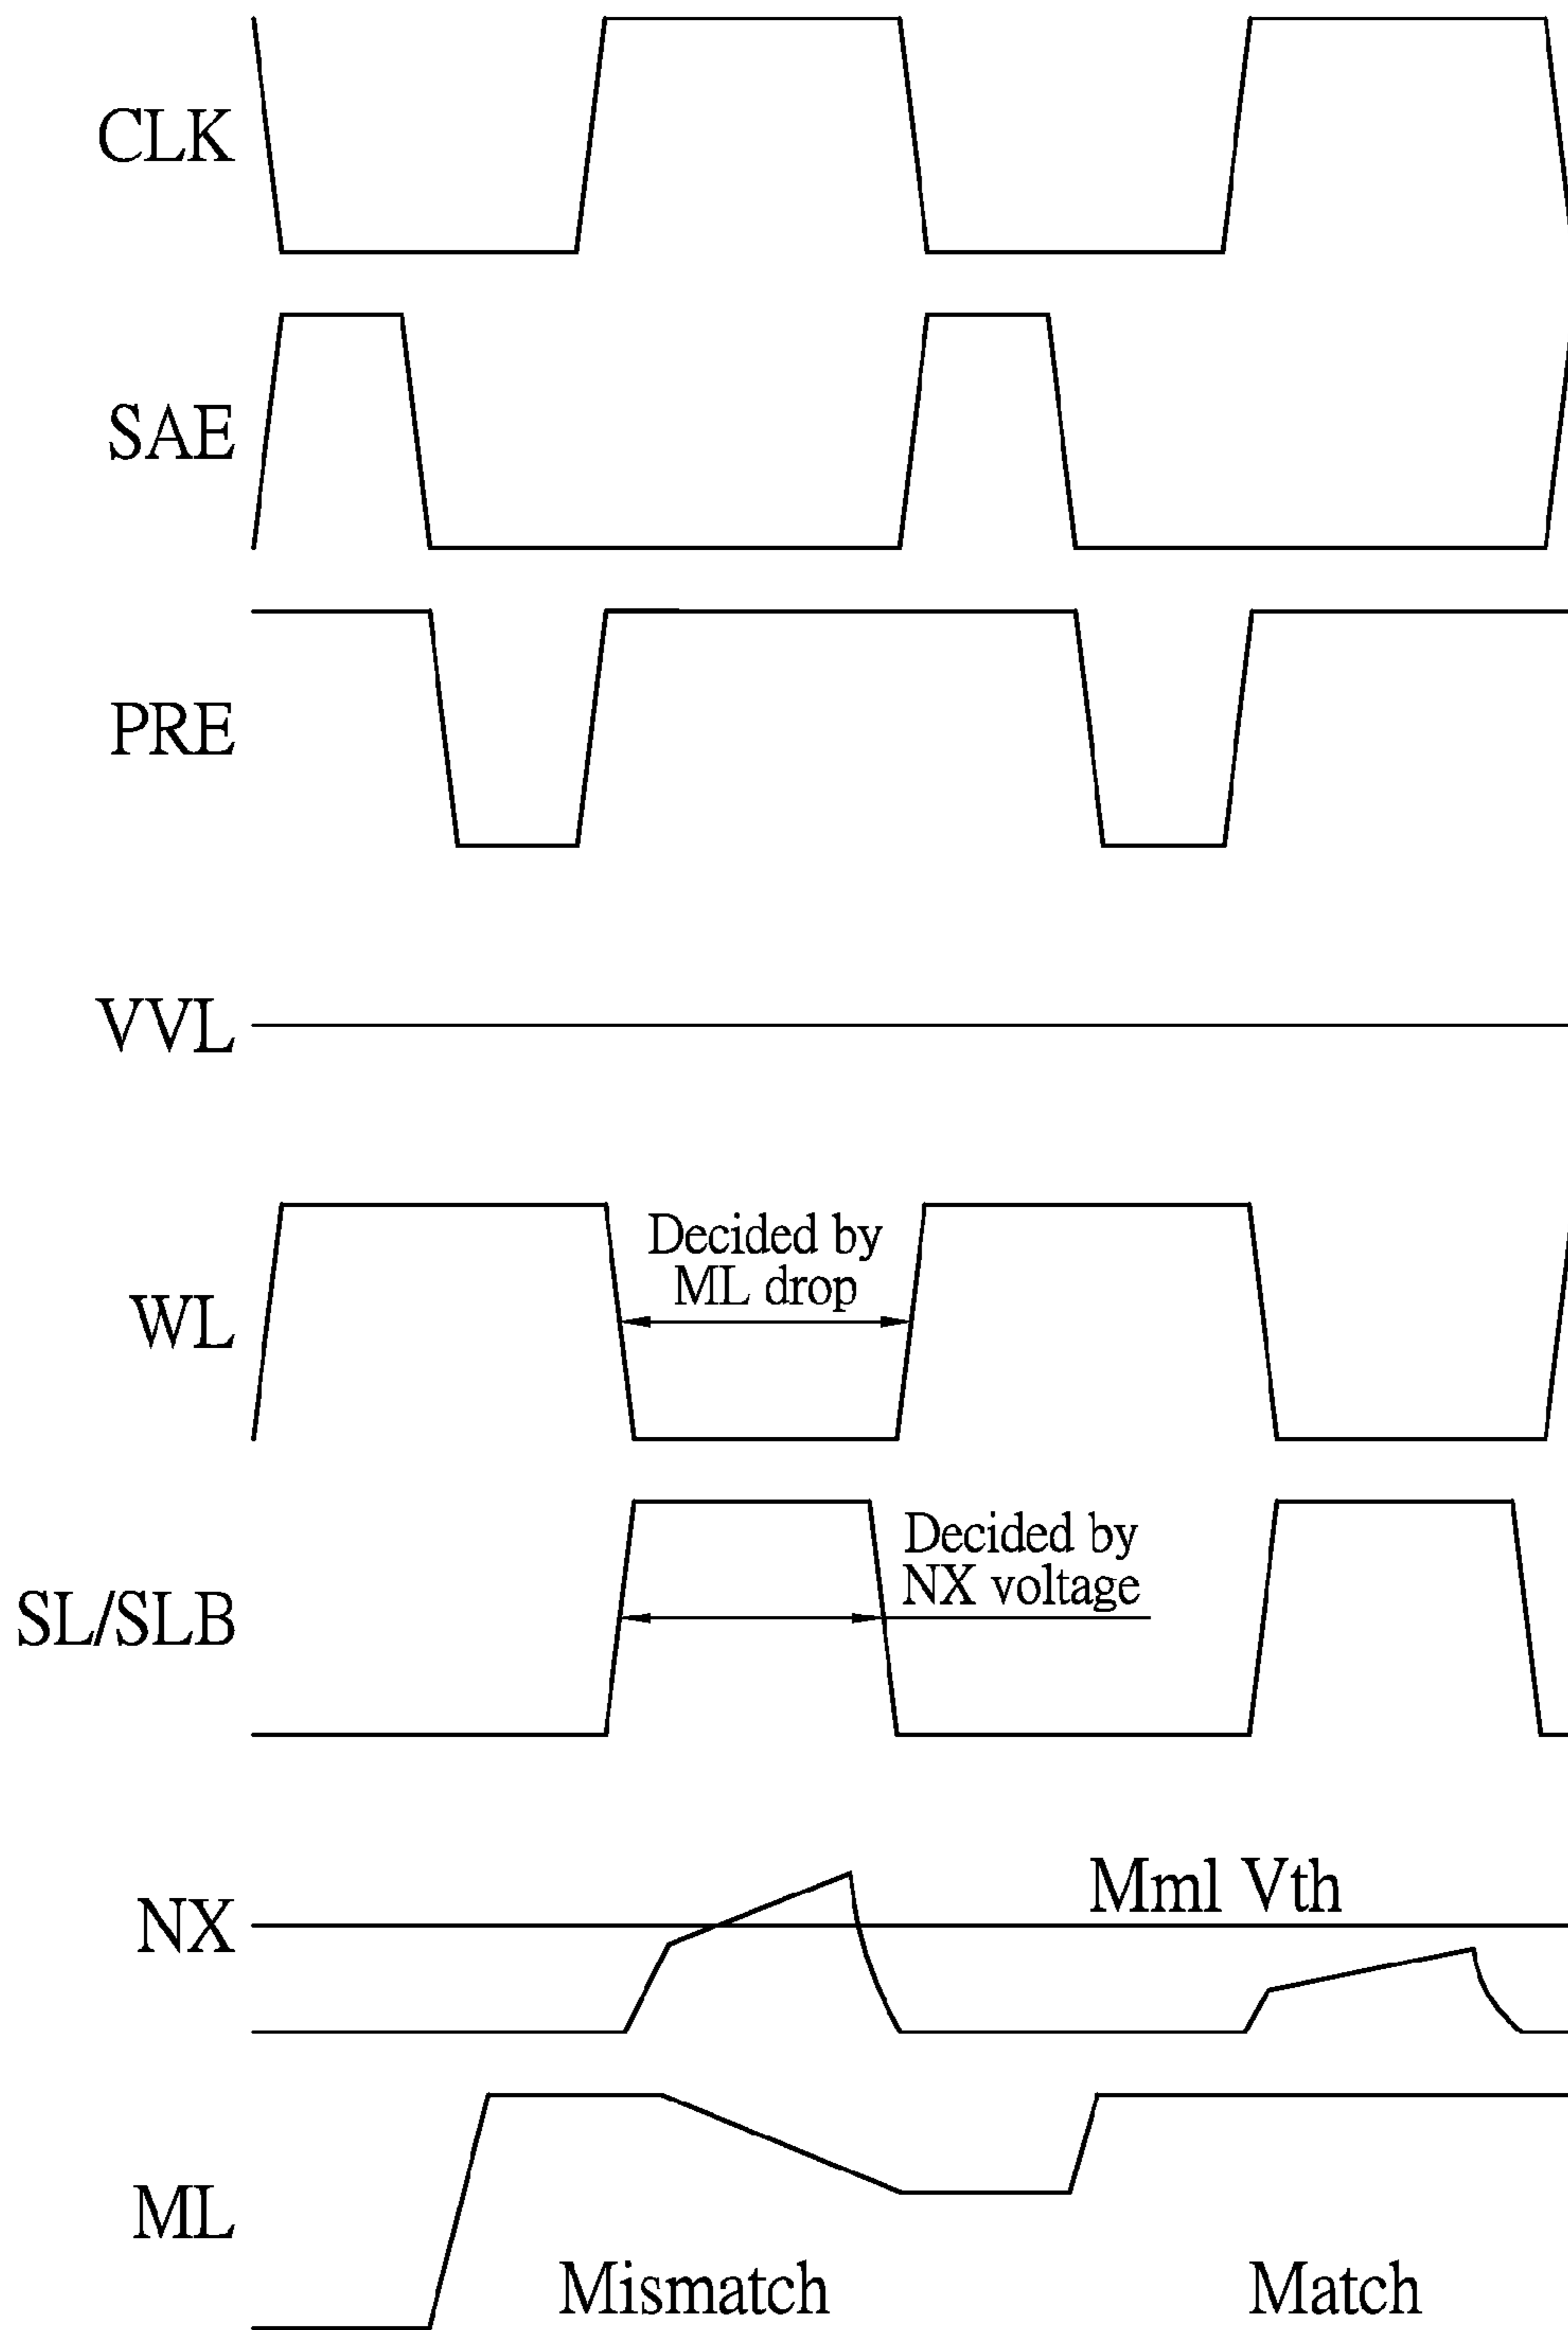 CLK
SAE
PRE
VVL
WL
Decided by
ML drop
SL/SLB
Decided by
NX voltage
NX
Mml Vth
ML
Mismatch
Match